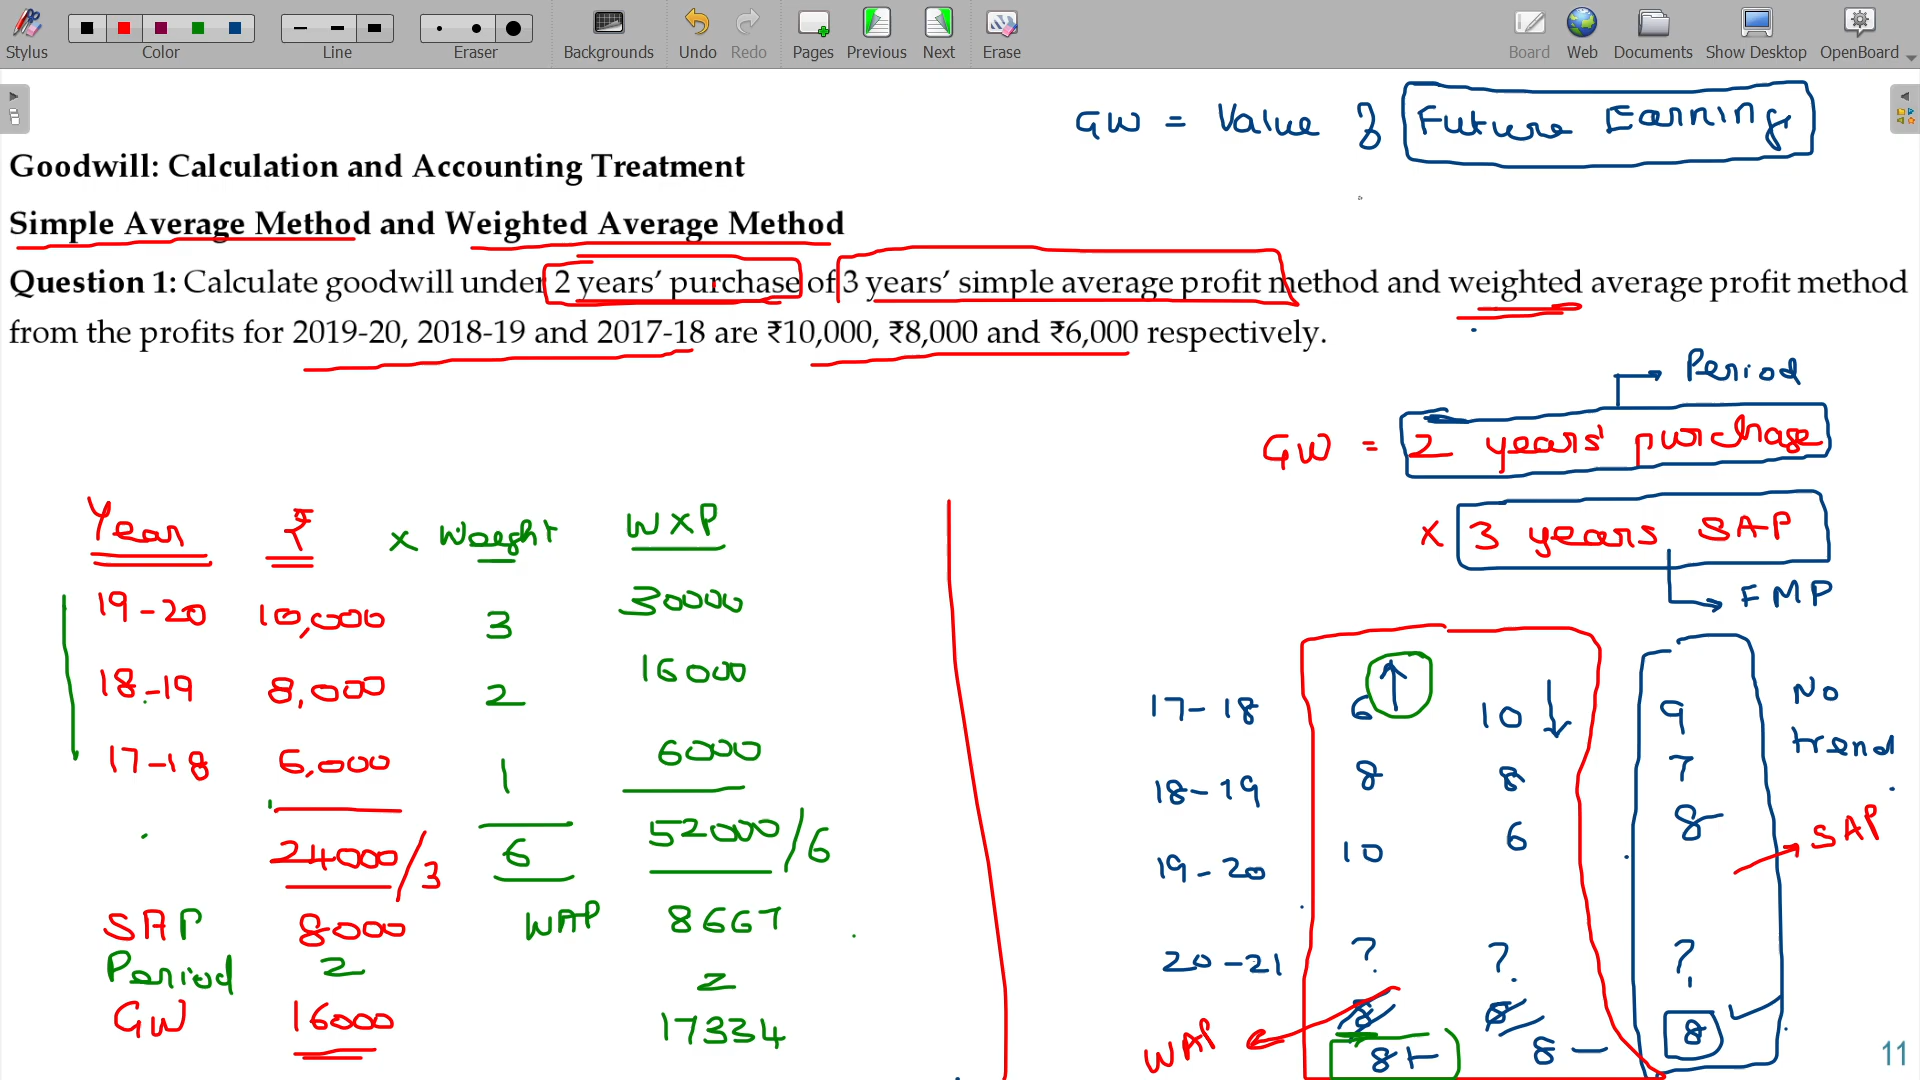 Stylus Color Line Eraser Backgrounds Undo Redo Pages Previous Next Erase Board Web Documents Show Desktop OpenBoard
GW = Value of Future Earning
Goodwill: Calculation and Accounting Treatment
Simple Average Method and Weighted Average Method
Question 1: Calculate goodwill under 2 years’ purchase of 3 years’ simple average profit method and weighted average profit method
from the profits for 2019-20, 2018-19 and 2017-18 are ₹10,000, ₹8,000 and ₹6,000 respectively.
Period
GW = 2 years' purchase
x 3 years SAP
FMP
Year ₹ x Weight WXP
19-20 10,000 3 30000
18-19 8,000 2 16000
17-18 6,000 1 6000
24000/3 6 52000/6
SAP 8000 WAP 8667
Period 2 2
GW 16000 17334
17-18 6 10 9 No
trend
18-19 8 8 7
19-20 10 6 8
SAP
20-21 ? ? ?
8 8 8
WAP 8+ 8-
11